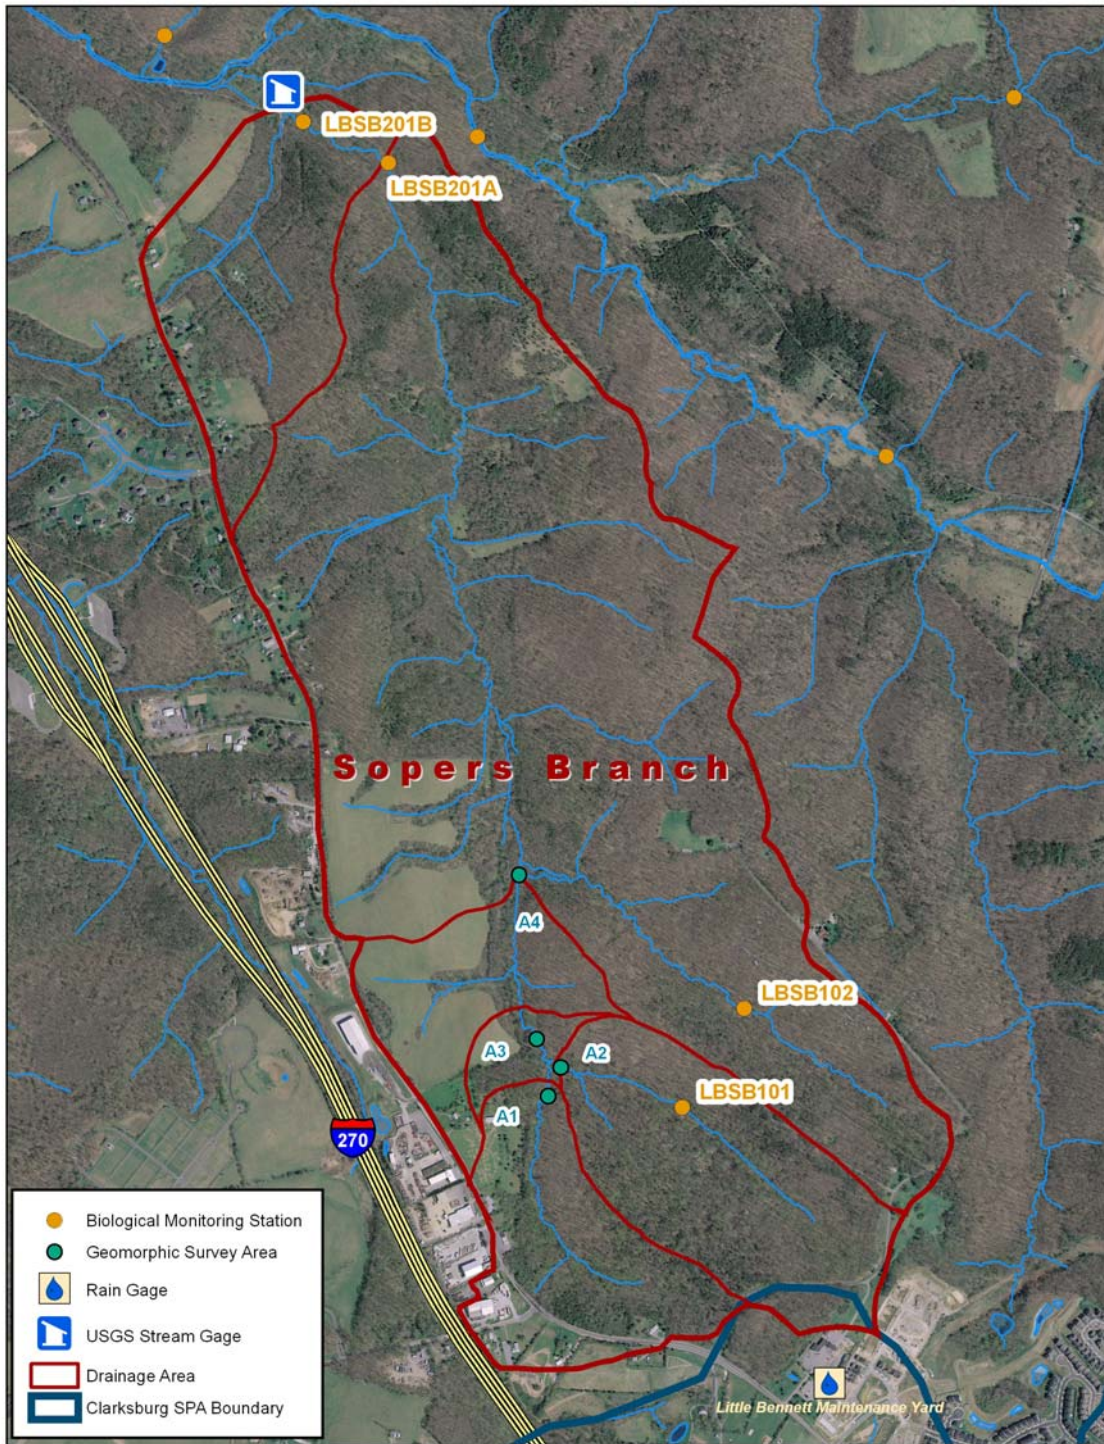 LBSB201B
LBSB201A
Sopers Branch
A4
LBSB102
A3
A2
LBSB101
A1
270
Biological Monitoring Station
Geomorphic Survey Area
Rain Gage
USGS Stream Gage
Drainage Area
Clarksburg SPA Boundary
Little Bennett Maintenance Yard